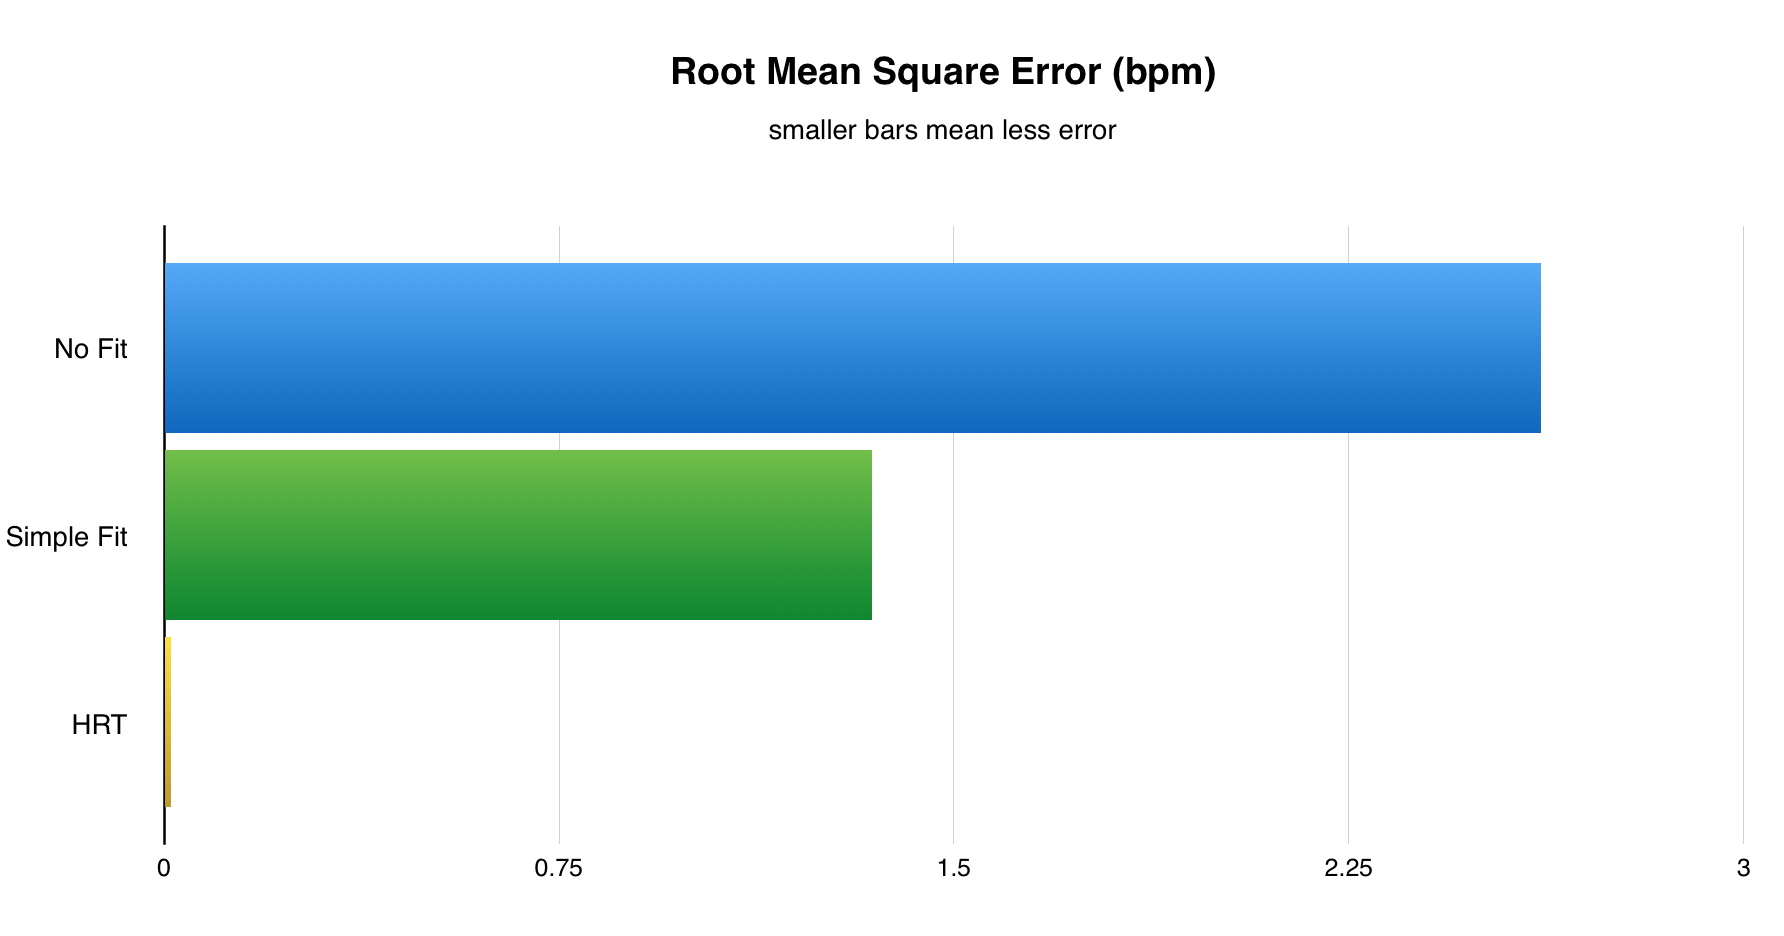 Root Mean Square Error (bpm)
smaller bars mean less error
No Fit
Simple Fit
HRT
0 0.75 1.5 2.25 3